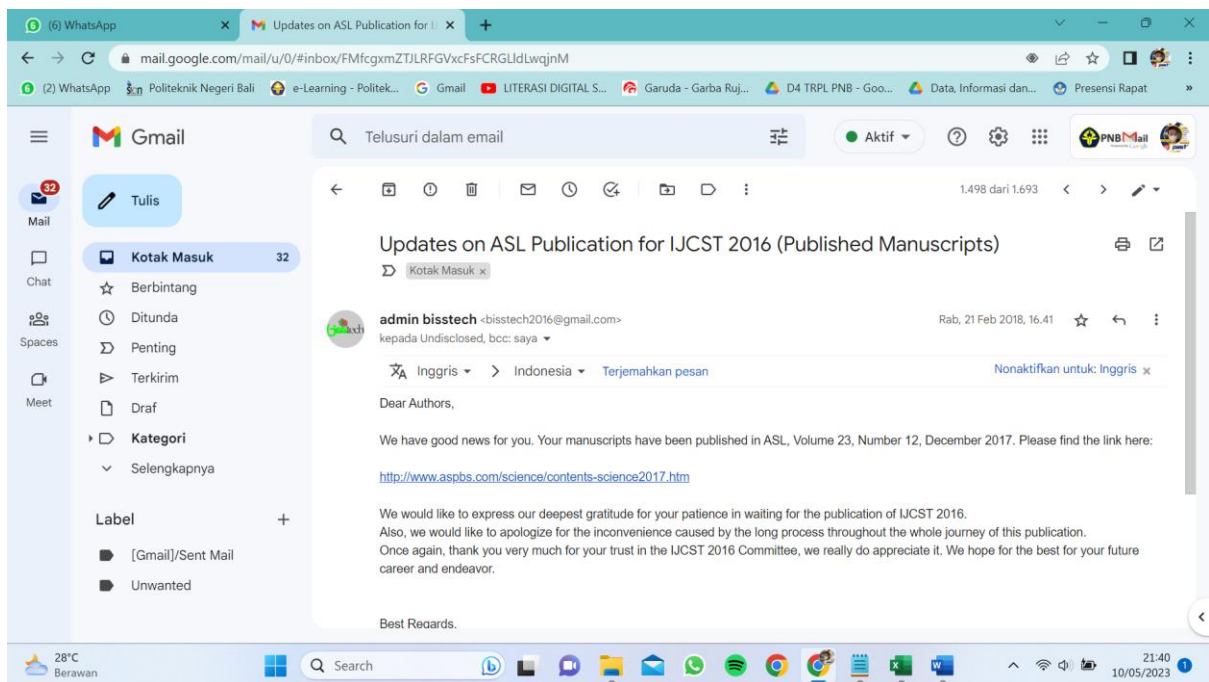 (6) WhatsApp
Updates on ASL Publication for I
mail.google.com/mail/u/0/#inbox/FMfcgxmZTJLRFGVxcFsFCRGLldLwqjnM
(2) WhatsApp Politeknik Negeri Bali e-Learning - Politek... Gmail LITERASI DIGITAL S... Garuda - Garba Ruj... D4 TRPL PNB - Goo... Data, Informasi dan... Presensi Rapat »
Gmail
Telusuri dalam email
Aktif
PNBMail
32
Mail
Chat
Spaces
Meet
Tulis
Kotak Masuk 32
Berbintang
Ditunda
Penting
Terkirim
Draf
Kategori
Selengkapnya
Label +
[Gmail]/Sent Mail
Unwanted
1.498 dari 1.693
Updates on ASL Publication for IJCST 2016 (Published Manuscripts)
Kotak Masuk x
admin bisstech <bisstech2016@gmail.com>
Rab, 21 Feb 2018, 16.41
kepada Undisclosed, bcc: saya
Inggris > Indonesia Terjemahkan pesan
Nonaktifkan untuk: Inggris x
Dear Authors,
We have good news for you. Your manuscripts have been published in ASL, Volume 23, Number 12, December 2017. Please find the link here:
http://www.aspbs.com/science/contents-science2017.htm
We would like to express our deepest gratitude for your patience in waiting for the publication of IJCST 2016.
Also, we would like to apologize for the inconvenience caused by the long process throughout the whole journey of this publication.
Once again, thank you very much for your trust in the IJCST 2016 Committee, we really do appreciate it. We hope for the best for your future
career and endeavor.
Best Regards,
28°C
Berawan
Search
21:40
10/05/2023
1